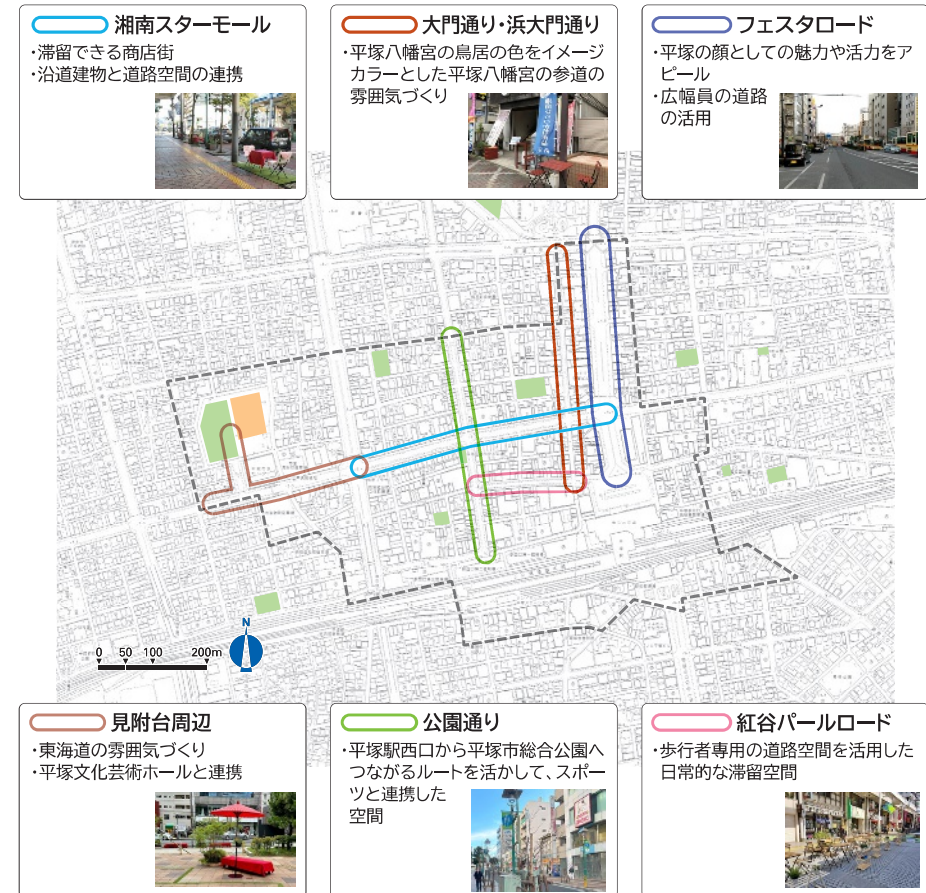 湘南スターモール
・滞留できる商店街
・沿道建物と道路空間の連携
大門通り・浜大門通り
・平塚八幡宮の鳥居の色をイメージ
カラーとした平塚八幡宮の参道の
雰囲気づくり
フェスタロード
・平塚の顔としての魅力や活力をア
ピール
・広幅員の道路
の活用
N
0 50 100 200m
見附台周辺
・東海道の雰囲気づくり
・平塚文化芸術ホールと連携
公園通り
・平塚駅西口から平塚市総合公園へ
つながるルートを活かして、スポー
ツと連携した
空間
紅谷パールロード
・歩行者専用の道路空間を活用した
日常的な滞留空間